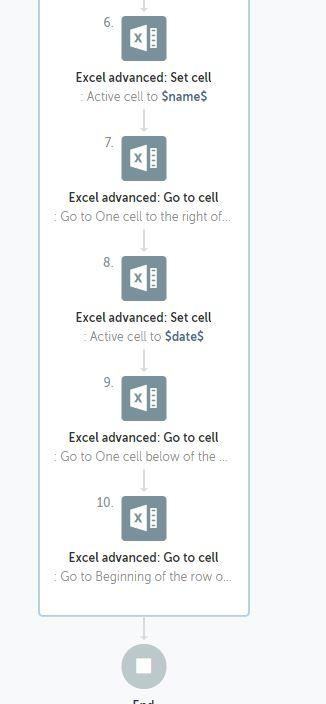 6.
Excel advanced: Set cell
: Active cell to $name$
7.
Excel advanced: Go to cell
: Go to One cell to the right of...
8.
Excel advanced: Set cell
: Active cell to $date$
9.
Excel advanced: Go to cell
: Go to One cell below of the ...
10.
Excel advanced: Go to cell
: Go to Beginning of the row o...
End